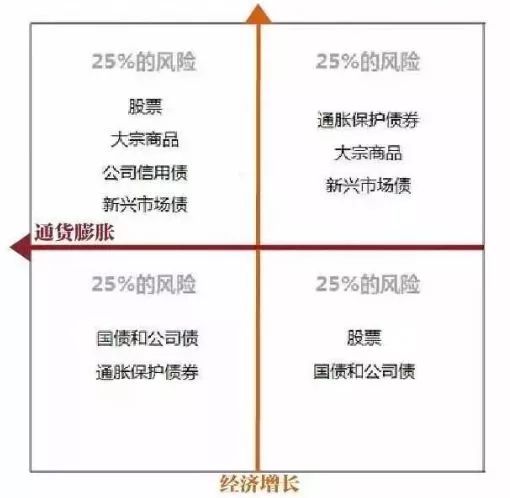 25%的风险
股票
大宗商品
公司信用债
新兴市场债
25%的风险
通胀保护债券
大宗商品
新兴市场债
通货膨胀
25%的风险
国债和公司债
通胀保护债券
25%的风险
股票
国债和公司债
经济增长